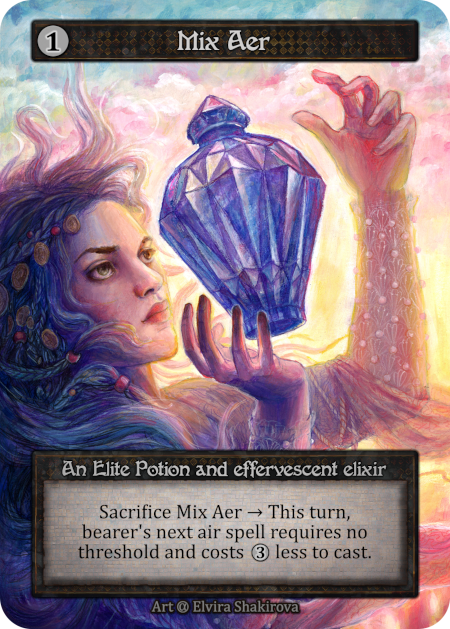 1
Mix Aer
An Elite Potion and effervescent elixir
Sacrifice Mix Aer → This turn,
bearer's next air spell requires no
threshold and costs ③ less to cast.
Art @ Elvira Shakirova